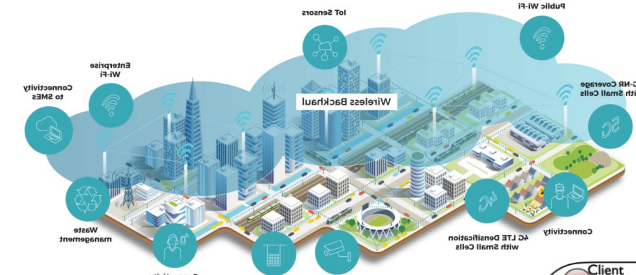 Public Wi-Fi
IoT Sensors
Enterprise
Wi-Fi
Connectivity
to SMEs
Wireless Backhaul
-NR Coverage
with Small Cells
Waste
management
4G LTE Densification
with Small Cells
Connectivity
Client